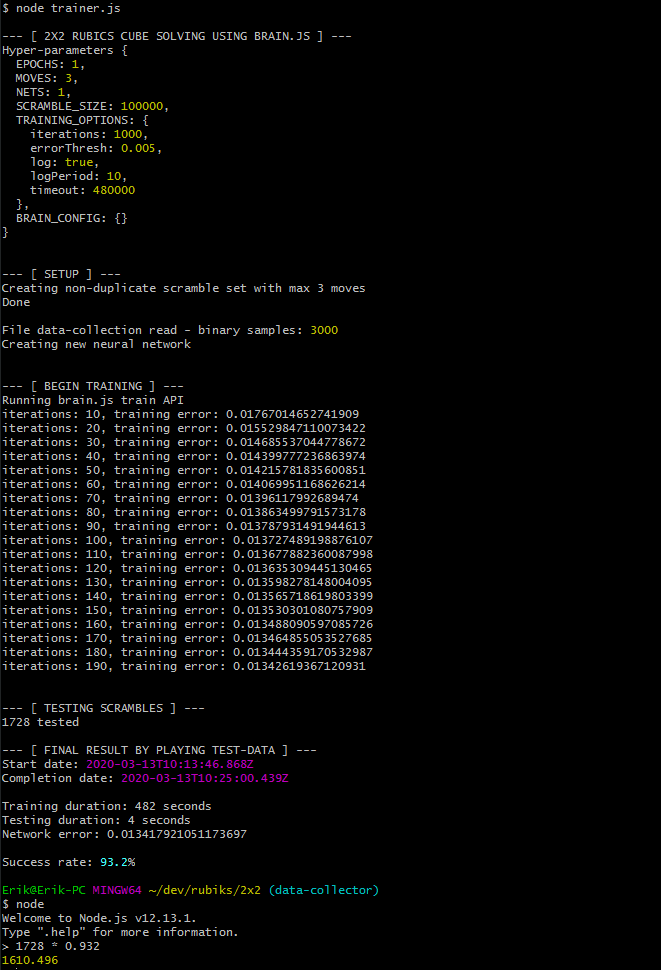 $ node trainer.js
--- [ 2X2 RUBICS CUBE SOLVING USING BRAIN.JS ] ---
Hyper-parameters {
EPOCHS: 1,
MOVES: 3,
NETS: 1,
SCRAMBLE_SIZE: 100000,
TRAINING_OPTIONS: {
iterations: 1000,
errorThresh: 0.005,
log: true,
logPeriod: 10,
timeout: 480000
},
BRAIN_CONFIG: {}
}
--- [ SETUP ] ---
Creating non-duplicate scramble set with max 3 moves
Done
File data-collection read - binary samples: 3000
Creating new neural network
--- [ BEGIN TRAINING ] ---
Running brain.js train API
iterations: 10, training error: 0.01767014652741909
iterations: 20, training error: 0.015529847110073422
iterations: 30, training error: 0.014685537044778672
iterations: 40, training error: 0.014399777236863974
iterations: 50, training error: 0.014215781835600851
iterations: 60, training error: 0.014069951168626214
iterations: 70, training error: 0.01396117992689474
iterations: 80, training error: 0.013863499791573178
iterations: 90, training error: 0.013787931491944613
iterations: 100, training error: 0.013727489198876107
iterations: 110, training error: 0.013677882360087998
iterations: 120, training error: 0.013635309445130465
iterations: 130, training error: 0.013598278148004095
iterations: 140, training error: 0.013565718619803399
iterations: 150, training error: 0.013530301080757909
iterations: 160, training error: 0.013488090597085726
iterations: 170, training error: 0.013464855053527685
iterations: 180, training error: 0.013444359170532987
iterations: 190, training error: 0.01342619367120931
--- [ TESTING SCRAMBLES ] ---
1728 tested
--- [ FINAL RESULT BY PLAYING TEST-DATA ] ---
Start date: 2020-03-13T10:13:46.868Z
Completion date: 2020-03-13T10:25:00.439Z
Training duration: 482 seconds
Testing duration: 4 seconds
Network error: 0.013417921051173697
Success rate: 93.2%
Erik@Erik-PC MINGW64 ~/dev/rubiks/2x2 (data-collector)
$ node
Welcome to Node.js v12.13.1.
Type ".help" for more information.
> 1728 * 0.932
1610.496